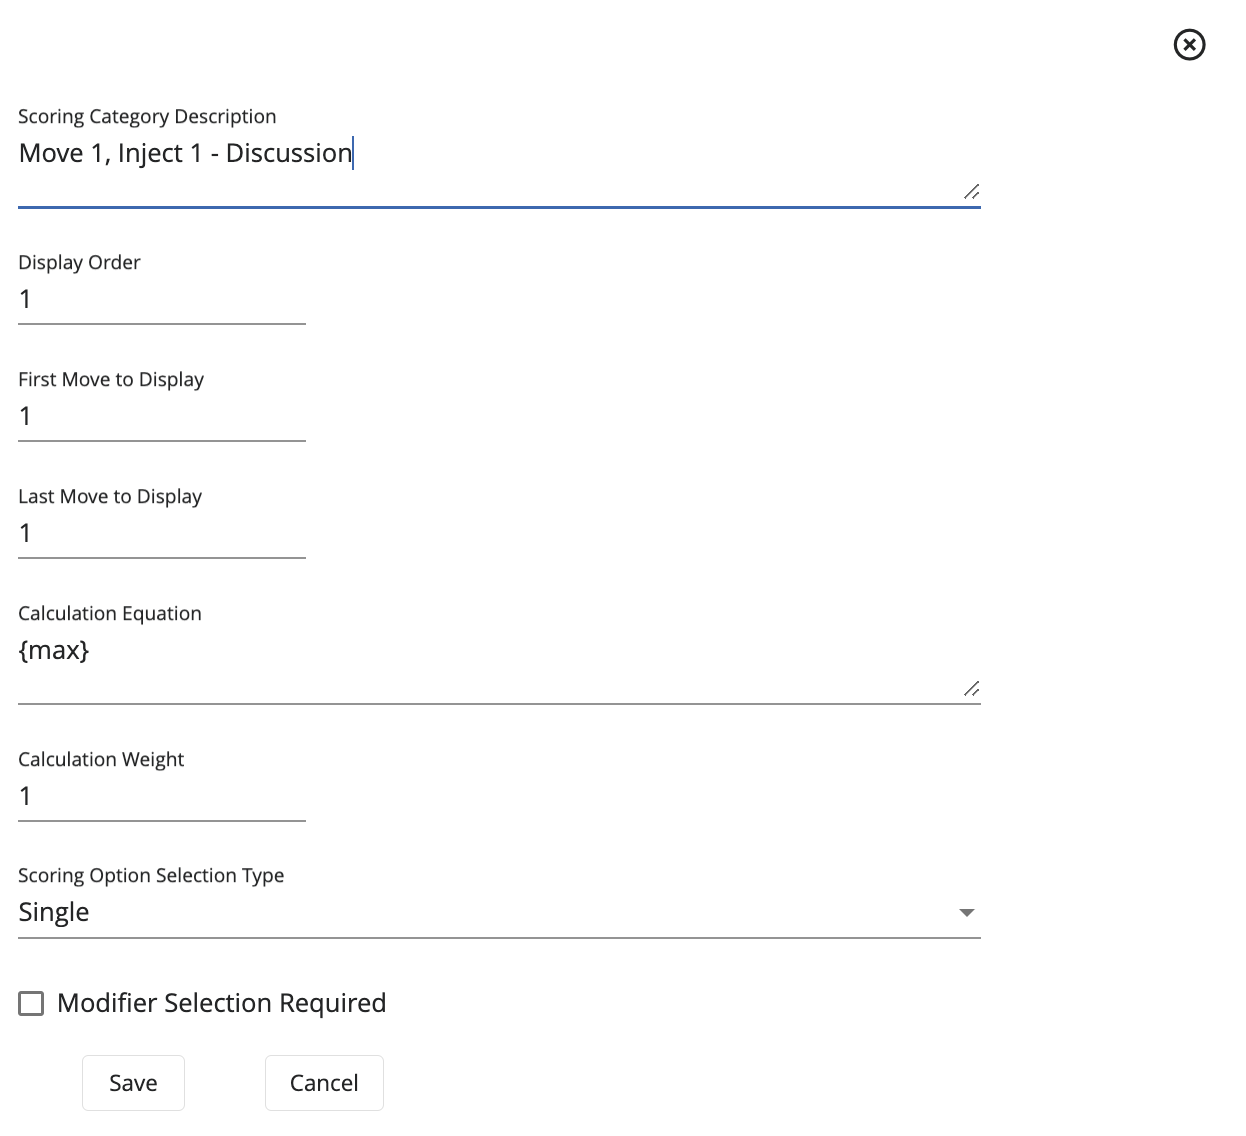 Scoring Category Description
Move 1, Inject 1 - Discussion
Display Order
1
First Move to Display
1
Last Move to Display
1
Calculation Equation
{max}
Calculation Weight
1
Scoring Option Selection Type
Single
Modifier Selection Required
Save Cancel